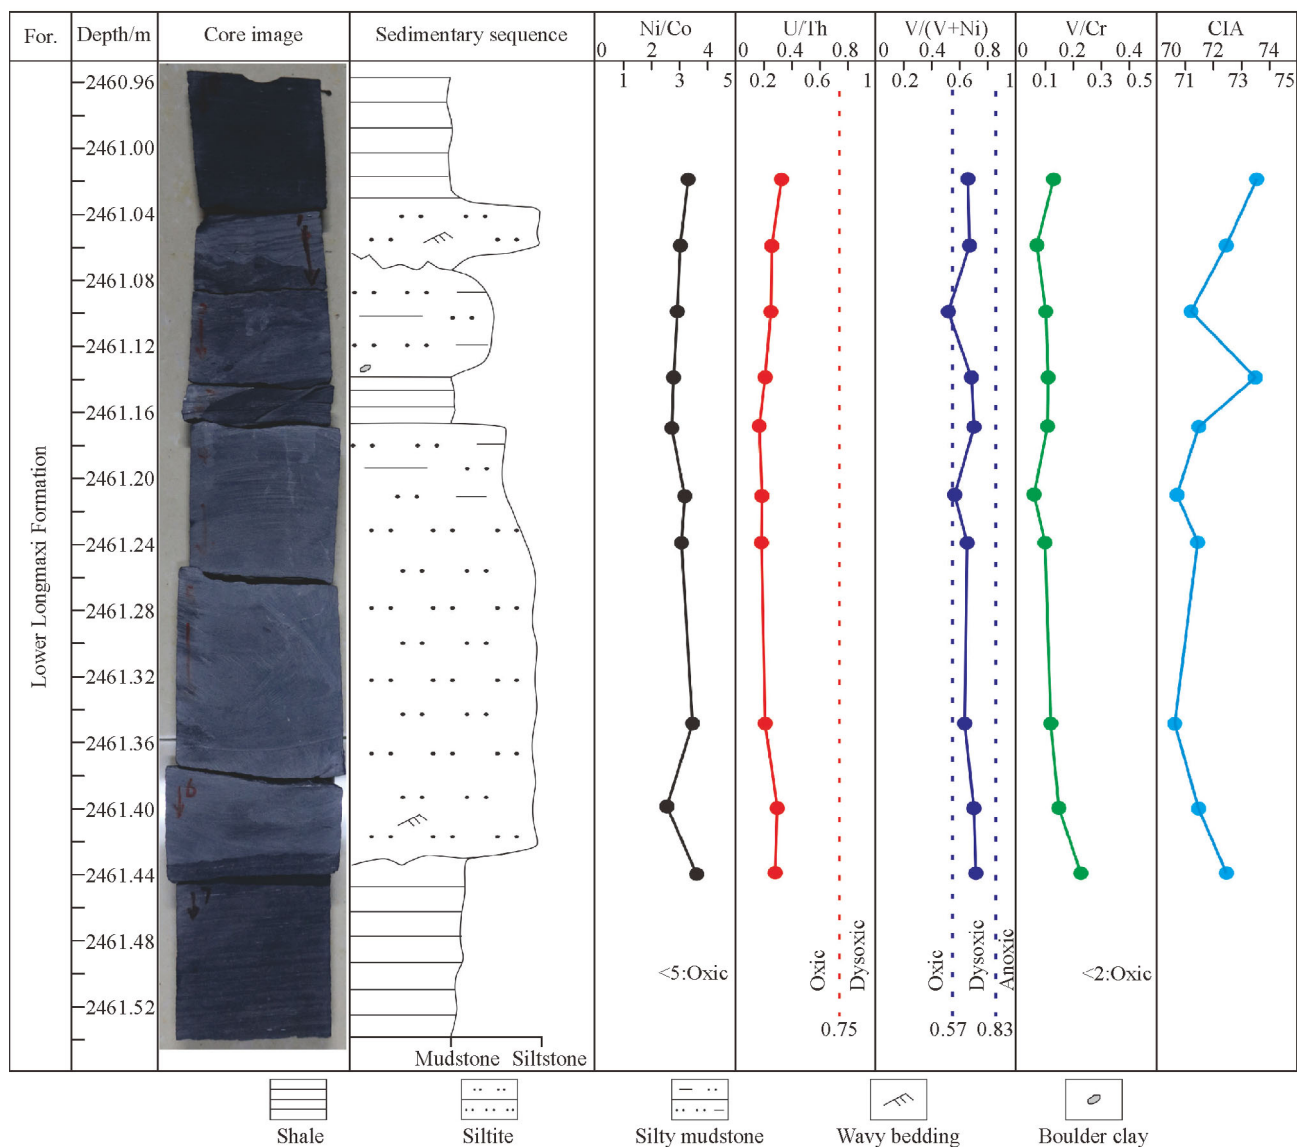 For.
Depth/m
Core image
Sedimentary sequence
Ni/Co
U/Th
V/(V+Ni)
V/Cr
CIA
0 2 4
0 0.4 0.8
0 0.4 0.8
0 0.2 0.4
70 72 74
1 3 5
0.2 0.6 1
0.2 0.6 1
0.1 0.3 0.5
71 73 75
Lower Longmaxi Formation
2460.96
2461.00
2461.04
2461.08
2461.12
2461.16
2461.20
2461.24
2461.28
2461.32
2461.36
2461.40
2461.44
2461.48
2461.52
<5:Oxic
Oxic
Dysoxic
0.75
Oxic
Dysoxic
Anoxic
0.57 0.83
<2:Oxic
Mudstone Siltstone
Shale
Siltite
Silty mudstone
Wavy bedding
Boulder clay